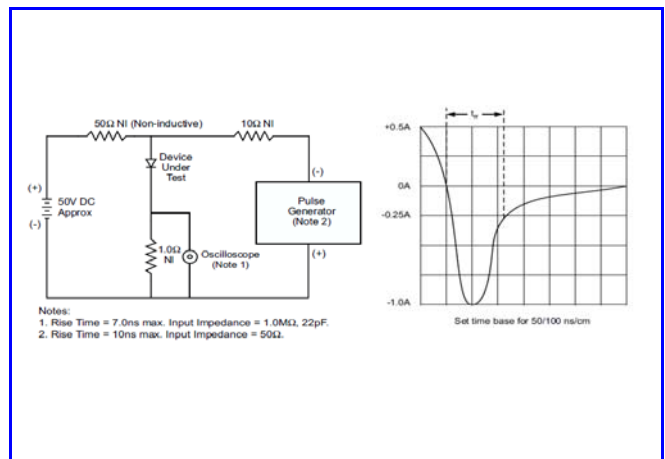 50Ω NI (Non-inductive)
10Ω NI
Device
Under
Test
(+)
50V DC
Approx
(-)
(-)
Pulse
Generator
(Note 2)
(+)
1.0Ω
NI
Oscilloscope
(Note 1)
Notes:
1. Rise Time = 7.0ns max. Input Impedance = 1.0MΩ, 22pF.
2. Rise Time = 10ns max. Input Impedance = 50Ω.
trr
+0.5A
0A
-0.25A
-1.0A
Set time base for 50/100 ns/cm